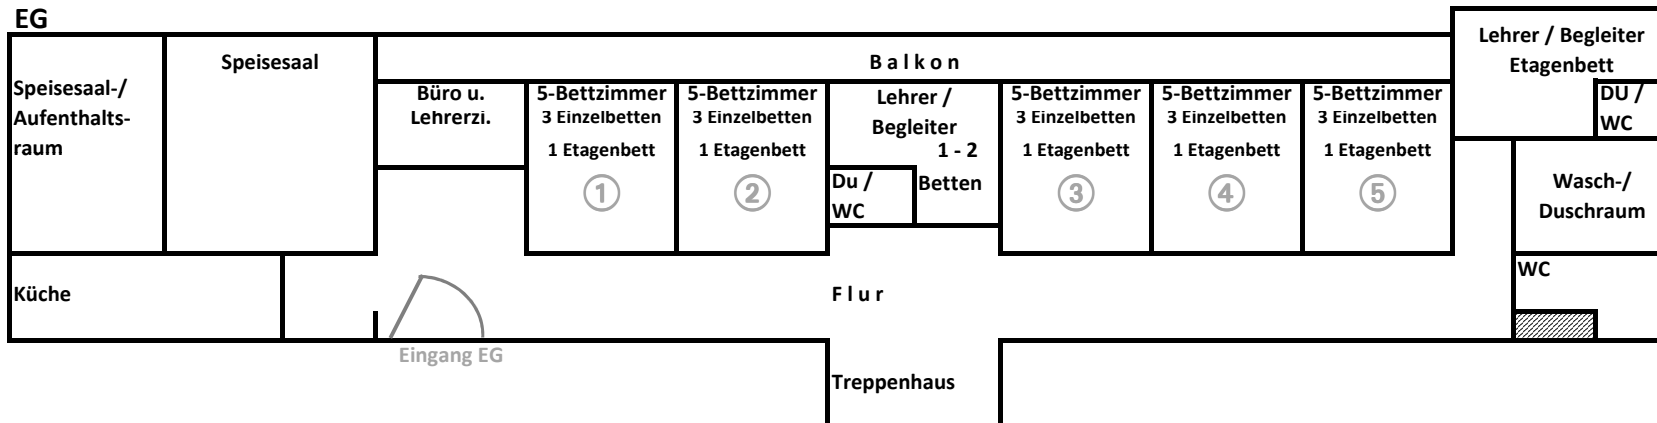 EG
Speisesaal-/
Aufenthalts-
raum
Speisesaal
B a l k o n
Büro u.
Lehrerzi.
5-Bettzimmer
3 Einzelbetten
1 Etagenbett
1
5-Bettzimmer
3 Einzelbetten
1 Etagenbett
2
Lehrer /
Begleiter
1 - 2
Betten
Du /
WC
5-Bettzimmer
3 Einzelbetten
1 Etagenbett
3
5-Bettzimmer
3 Einzelbetten
1 Etagenbett
4
5-Bettzimmer
3 Einzelbetten
1 Etagenbett
5
Lehrer / Begleiter
Etagenbett
DU /
WC
Wasch-/
Duschraum
WC
Küche
F l u r
Eingang EG
Treppenhaus